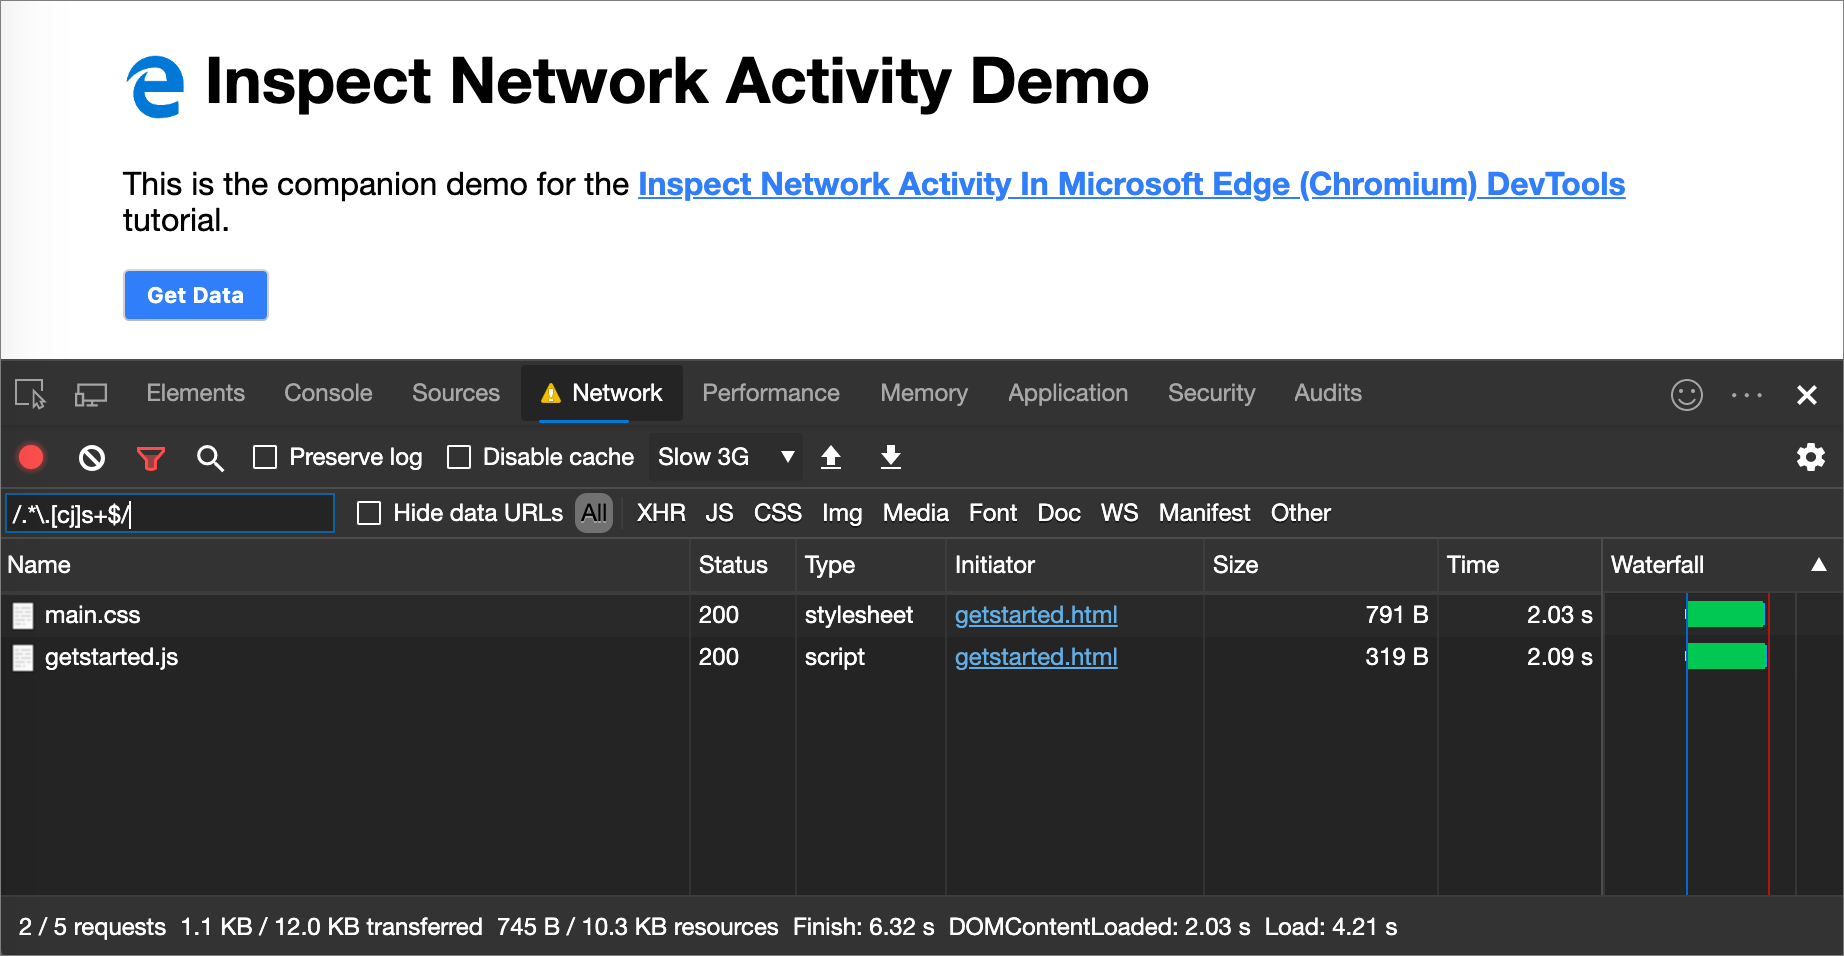 Inspect Network Activity Demo
This is the companion demo for the Inspect Network Activity In Microsoft Edge (Chromium) DevTools
tutorial.
Get Data
Elements Console Sources Network Performance Memory Application Security Audits
Preserve log Disable cache Slow 3G
/.*\.[cj]s+$/ Hide data URLs All XHR JS CSS Img Media Font Doc WS Manifest Other
Name Status Type Initiator Size Time Waterfall
main.css 200 stylesheet getstarted.html 791 B 2.03 s
getstarted.js 200 script getstarted.html 319 B 2.09 s
2 / 5 requests 1.1 KB / 12.0 KB transferred 745 B / 10.3 KB resources Finish: 6.32 s DOMContentLoaded: 2.03 s Load: 4.21 s